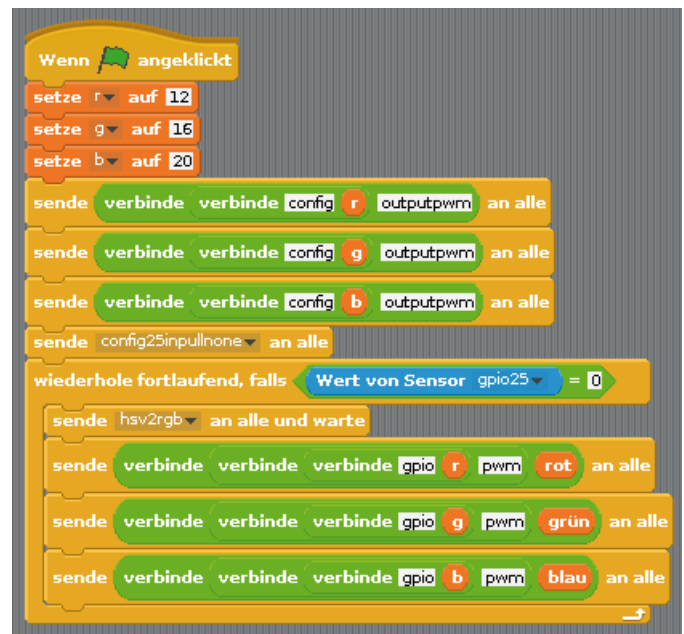 Wenn angeklickt
setze r auf 12
setze g auf 16
setze b auf 20
sende verbinde verbinde config r outputpwm an alle
sende verbinde verbinde config g outputpwm an alle
sende verbinde verbinde config b outputpwm an alle
sende config25inpullnone an alle
wiederhole fortlaufend, falls Wert von Sensor gpio25 = 0
sende hsv2rgb an alle und warte
sende verbinde verbinde verbinde gpio r pwm rot an alle
sende verbinde verbinde verbinde gpio g pwm grün an alle
sende verbinde verbinde verbinde gpio b pwm blau an alle